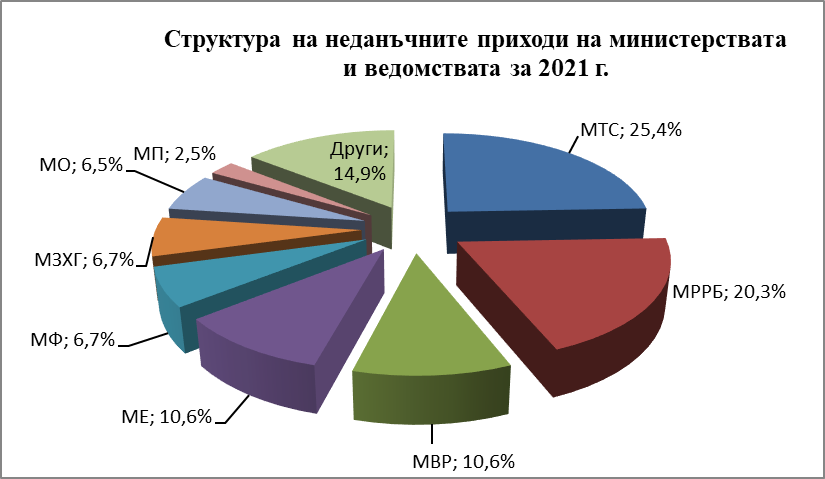 Структура на неданъчните приходи на министерствата
и ведомствата за 2021 г.
МТС; 25,4%
МРРБ; 20,3%
МВР; 10,6%
МЕ; 10,6%
МФ; 6,7%
МЗХГ; 6,7%
МО; 6,5%
МП; 2,5%
Други;
14,9%